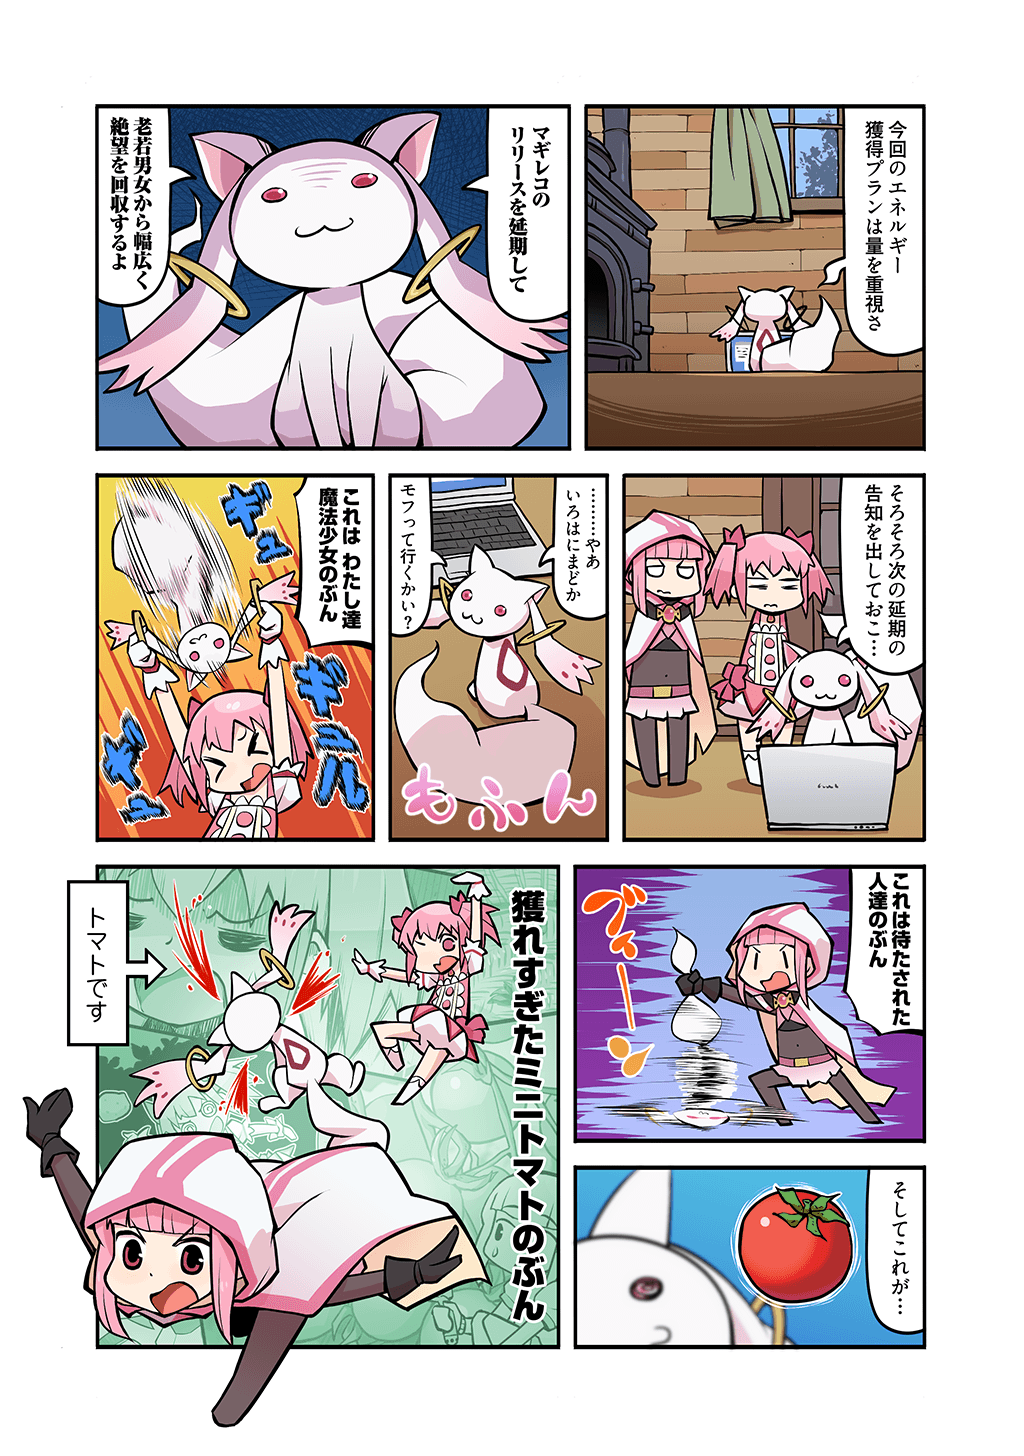 今回のエネルギー
獲得プランは量を重視さ
マギレコの
リリースを延期して
老若男女から幅広く
絶望を回収するよ
そろそろ次の延期の
告知を出しておこ…
………やあ
いろはにまどか
モフって行くかい？
もふん
これは わたし達
魔法少女のぶん
ギュ
ギュル
ギュ
これは待たされた
人達のぶん
ブィーン
そしてこれが…
獲れすぎたミニトマトのぶん
トマトです